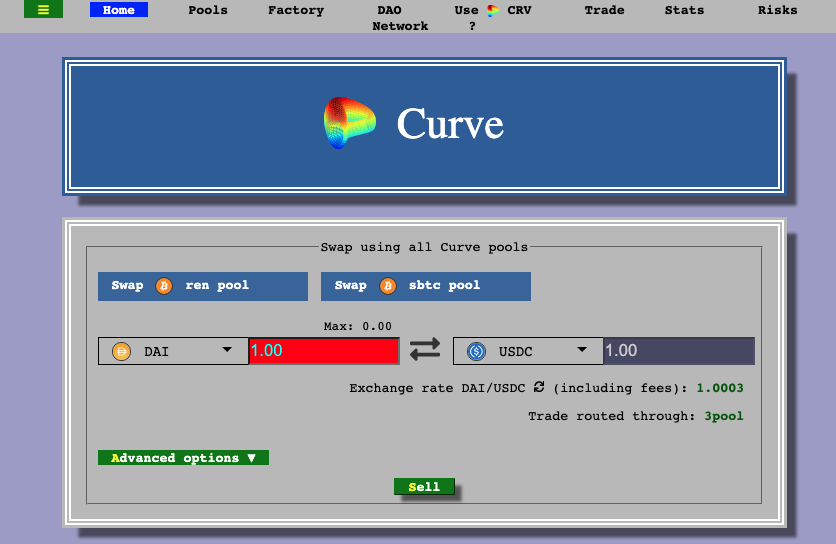 ≡ Home Pools Factory DAO Use CRV Trade Stats Risks
Network ?
Curve
Swap using all Curve pools
Swap ren pool Swap sbtc pool
Max: 0.00
DAI 1.00 USDC 1.00
Exchange rate DAI/USDC (including fees): 1.0003
Trade routed through: 3pool
Advanced options ▼
Sell